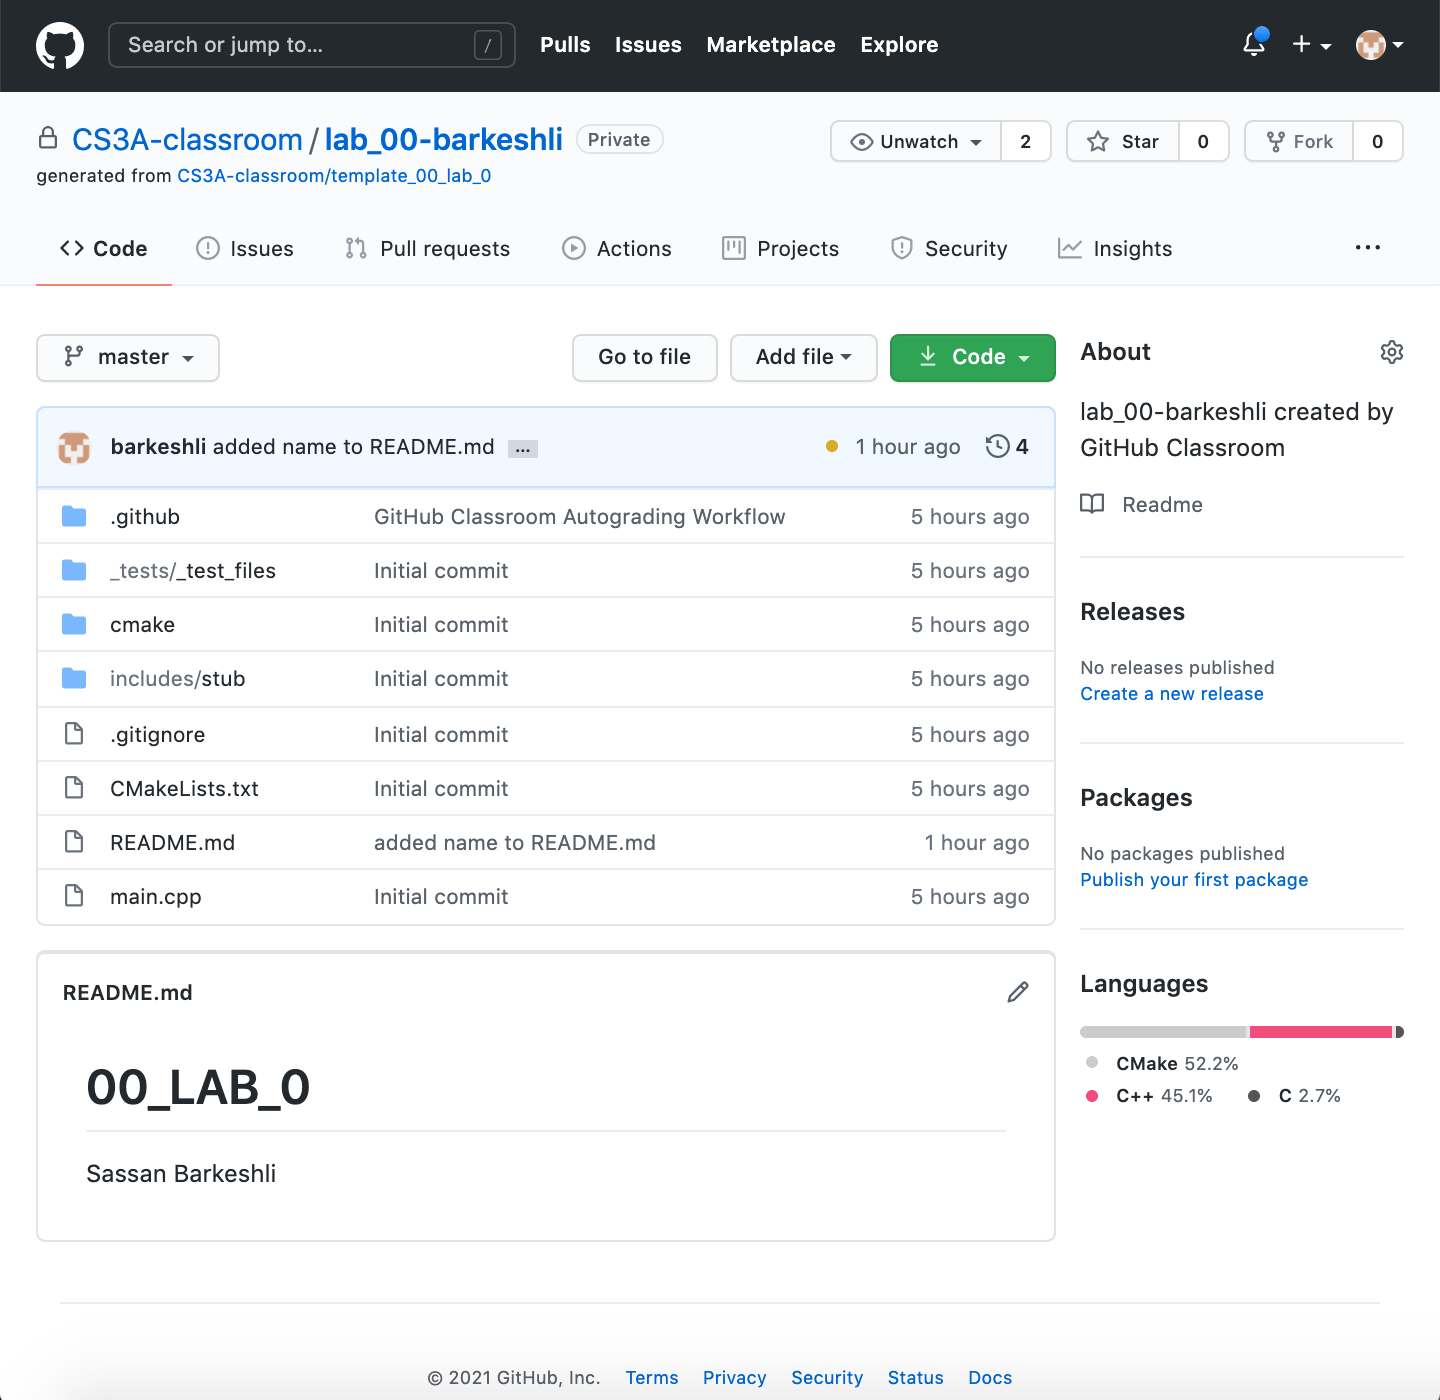 Search or jump to... /
Pulls Issues Marketplace Explore
CS3A-classroom / lab_00-barkeshli Private
Unwatch 2 Star 0 Fork 0
generated from CS3A-classroom/template_00_lab_0
Code Issues Pull requests Actions Projects Security Insights ...
master Go to file Add file Code
barkeshli added name to README.md ... 1 hour ago 4
.github GitHub Classroom Autograding Workflow 5 hours ago
_tests/_test_files Initial commit 5 hours ago
cmake Initial commit 5 hours ago
includes/stub Initial commit 5 hours ago
.gitignore Initial commit 5 hours ago
CMakeLists.txt Initial commit 5 hours ago
README.md added name to README.md 1 hour ago
main.cpp Initial commit 5 hours ago
README.md
00_LAB_0
Sassan Barkeshli
About
lab_00-barkeshli created by
GitHub Classroom
Readme
Releases
No releases published
Create a new release
Packages
No packages published
Publish your first package
Languages
CMake 52.2%
C++ 45.1% C 2.7%
© 2021 GitHub, Inc. Terms Privacy Security Status Docs